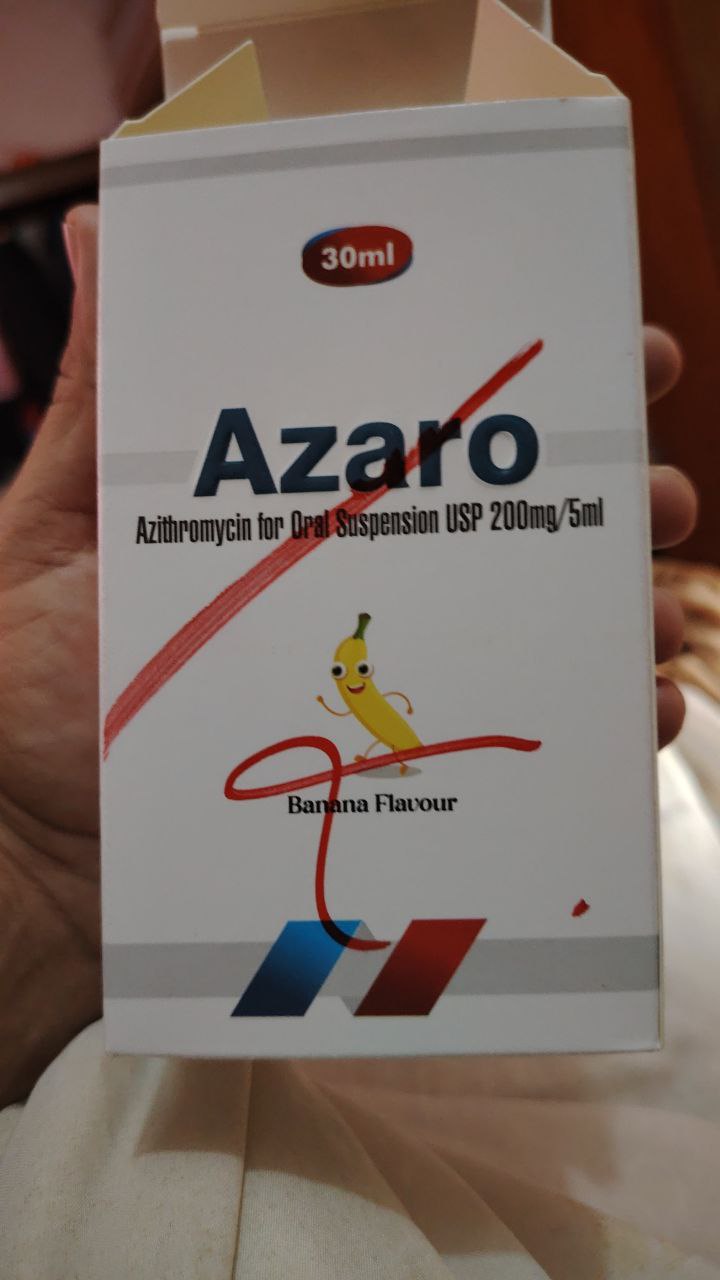 30ml
Azaro
Azithromycin for Oral Suspension USP 200mg/5ml
Banana Flavour